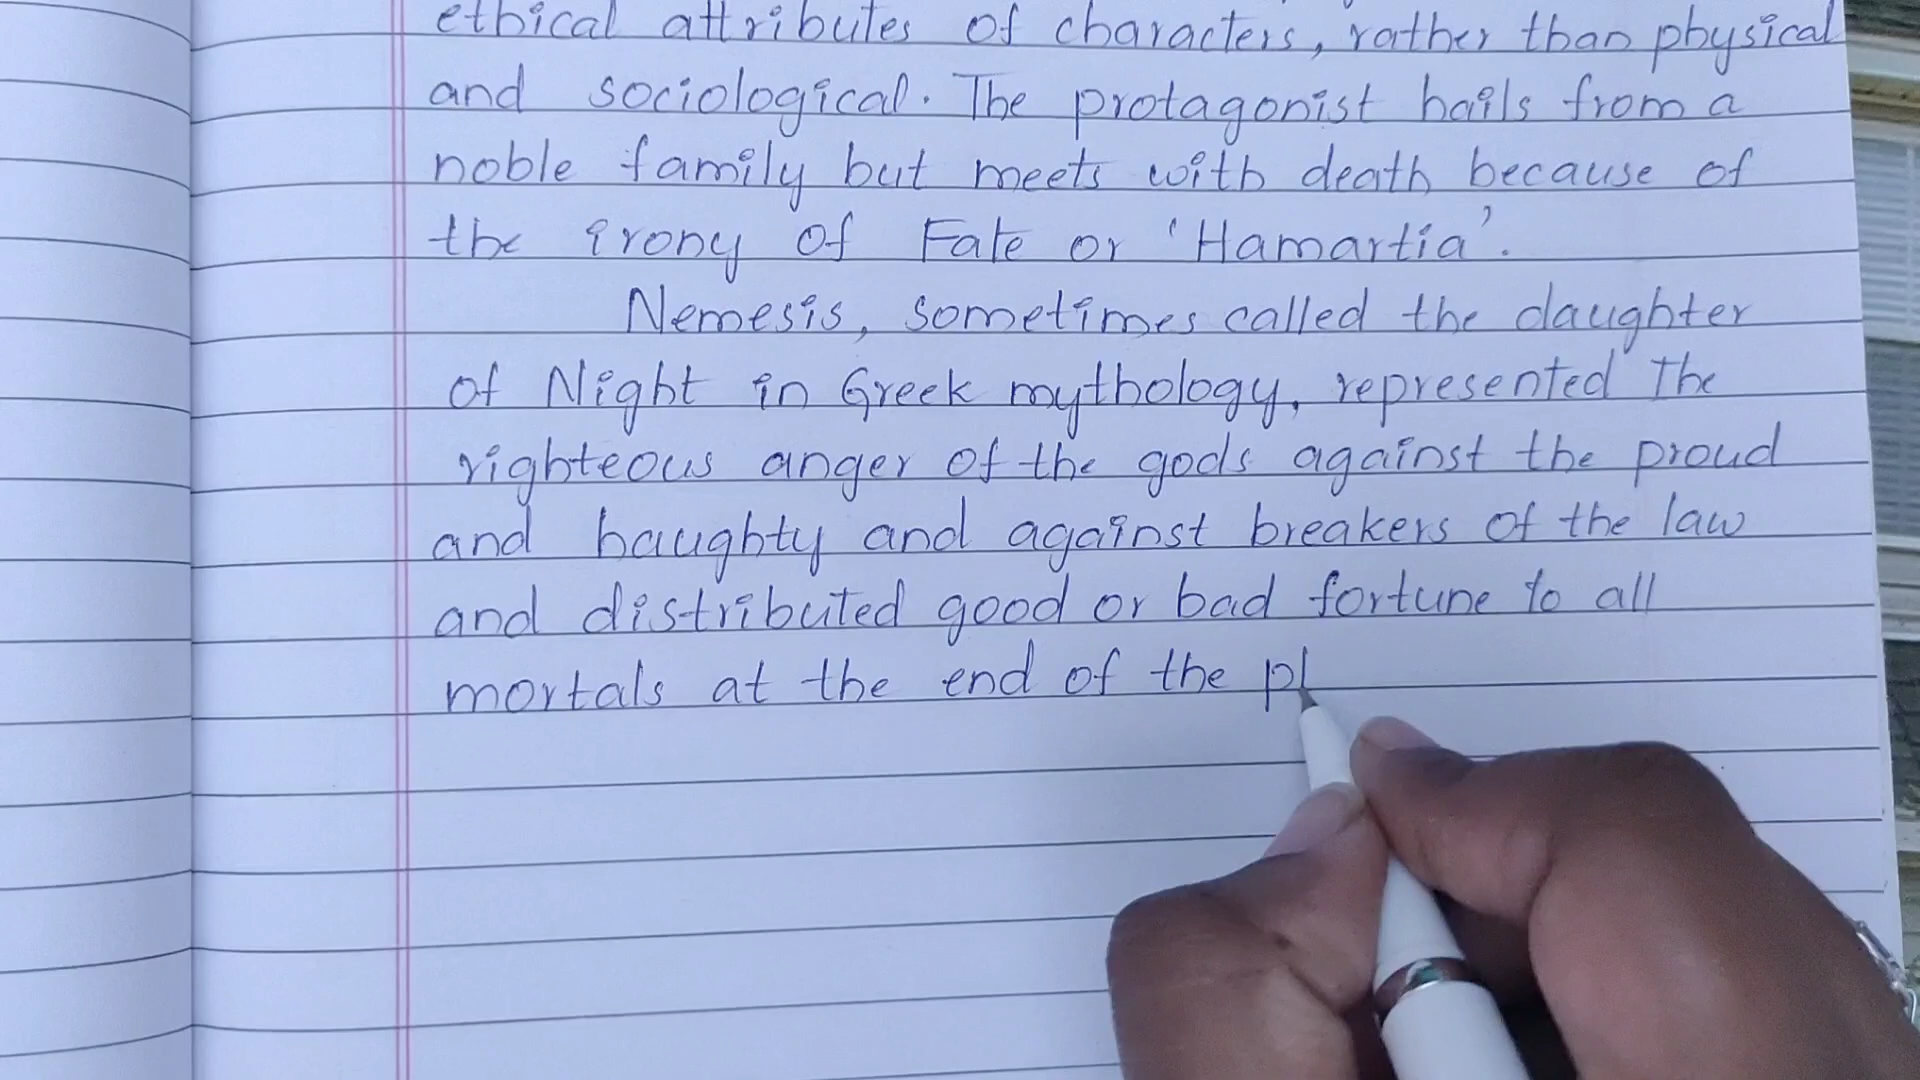 ethical attributes of characters, rather than physical
and sociological. The protagonist hails from a
noble family but meets with death because of
the irony of Fate or 'Hamartia'.
Nemesis, sometimes called the daughter
of Night in Greek mythology, represented The
righteous anger of the gods against the proud
and haughty and against breakers of the law
and distributed good or bad fortune to all
mortals at the end of the pl